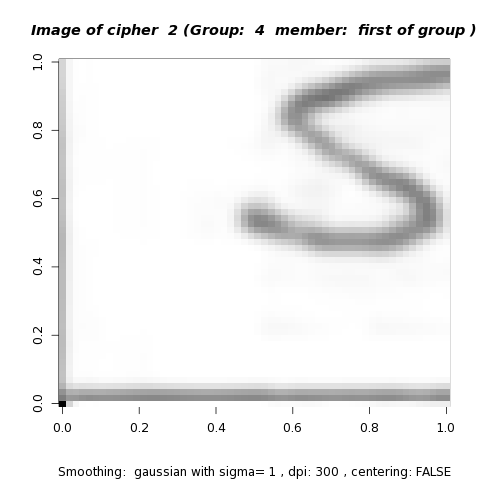 Image of cipher 2 (Group: 4 member: first of group )
1.0
0.8
0.6
0.4
0.2
0.0
5
0.0 0.2 0.4 0.6 0.8 1.0
Smoothing: gaussian with sigma= 1 , dpi: 300 , centering: FALSE